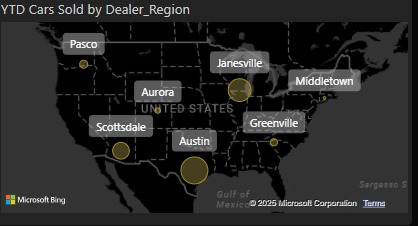 YTD Cars Sold by Dealer_Region
Pasco
Janesville
Middletown
Aurora
UNITED STATES
Greenville
Scottsdale
Austin
Sargasso S
Gulf of
Mexico
Microsoft Bing
© 2025 Microsoft Corporation Terms